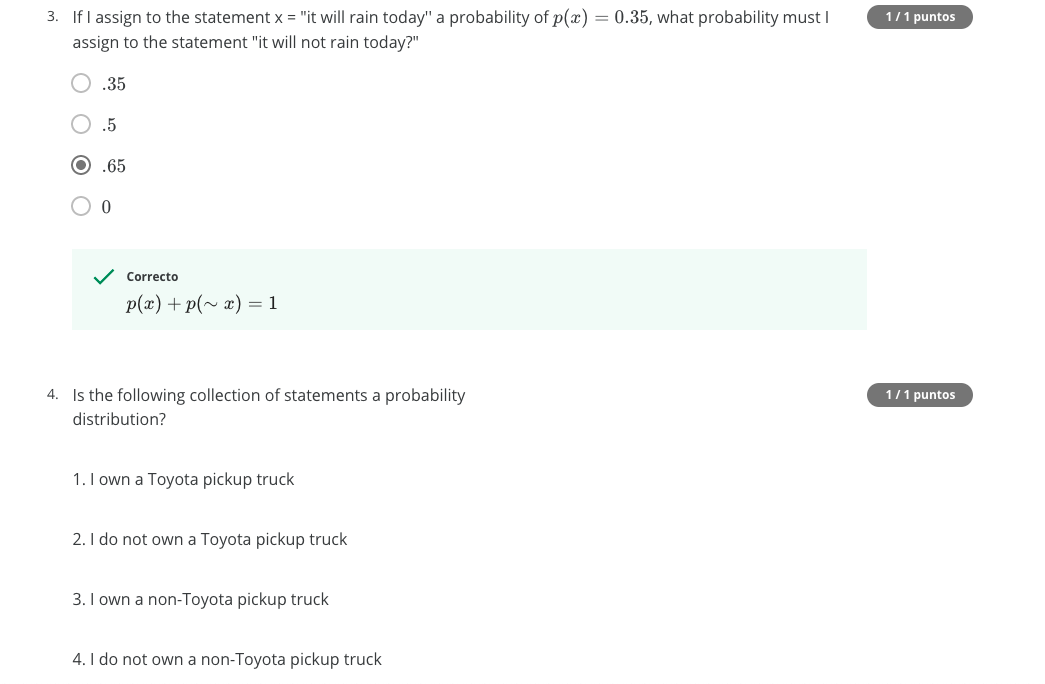 3. If I assign to the statement x = "it will rain today'' a probability of p(x) = 0.35, what probability must I
1 / 1 puntos
assign to the statement "it will not rain today?"
.35
.5
.65
0
Correcto
p(x) + p(∼ x) = 1
4. Is the following collection of statements a probability
1 / 1 puntos
distribution?
1. I own a Toyota pickup truck
2. I do not own a Toyota pickup truck
3. I own a non-Toyota pickup truck
4. I do not own a non-Toyota pickup truck